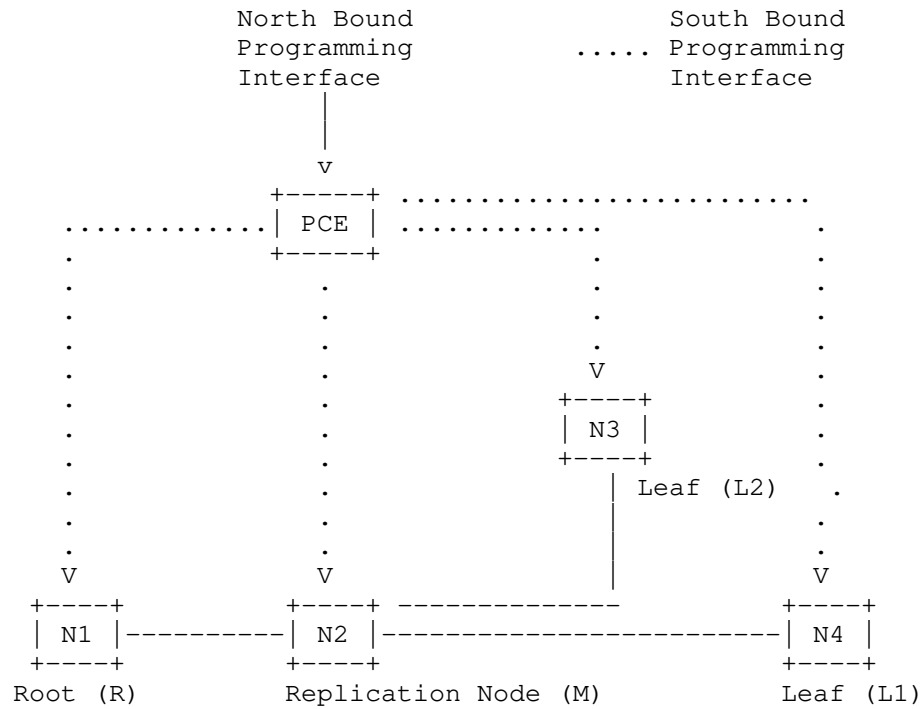 North Bound South Bound
Programming ..... Programming
Interface Interface
v
PCE
V
N3
Leaf (L2)
V V V
N1 N2 N4
Root (R) Replication Node (M) Leaf (L1)